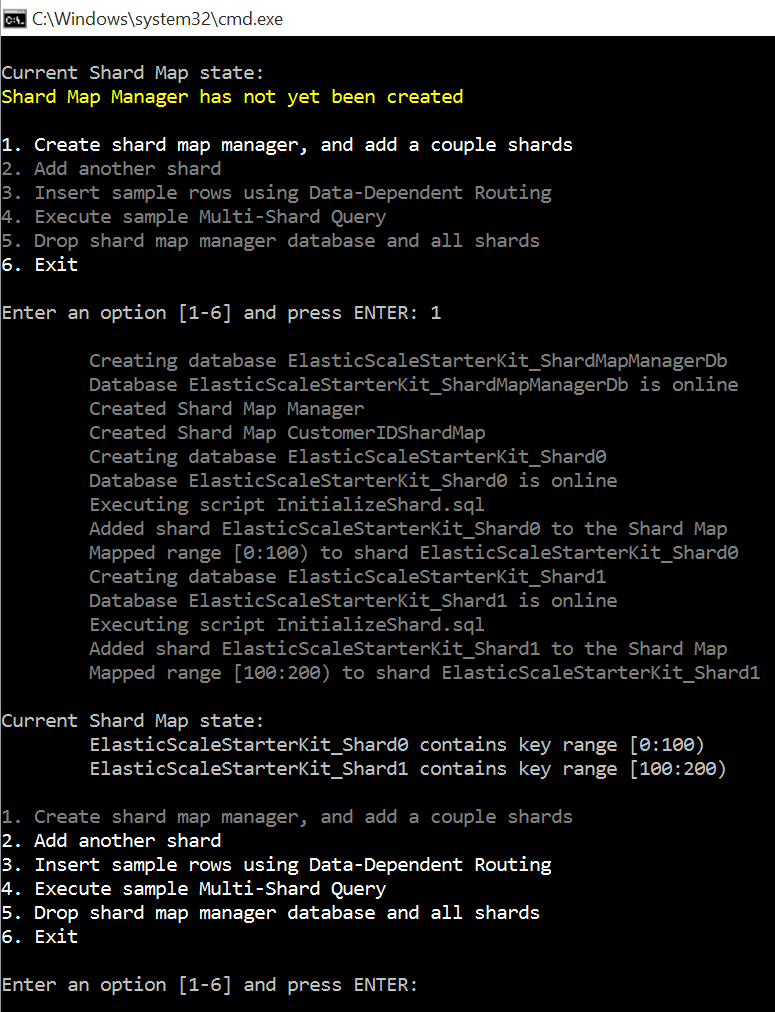 C:\Windows\system32\cmd.exe
Current Shard Map state:
Shard Map Manager has not yet been created
1. Create shard map manager, and add a couple shards
2. Add another shard
3. Insert sample rows using Data-Dependent Routing
4. Execute sample Multi-Shard Query
5. Drop shard map manager database and all shards
6. Exit
Enter an option [1-6] and press ENTER: 1
Creating database ElasticScaleStarterKit_ShardMapManagerDb
Database ElasticScaleStarterKit_ShardMapManagerDb is online
Created Shard Map Manager
Created Shard Map CustomerIDShardMap
Creating database ElasticScaleStarterKit_Shard0
Database ElasticScaleStarterKit_Shard0 is online
Executing script InitializeShard.sql
Added shard ElasticScaleStarterKit_Shard0 to the Shard Map
Mapped range [0:100) to shard ElasticScaleStarterKit_Shard0
Creating database ElasticScaleStarterKit_Shard1
Database ElasticScaleStarterKit_Shard1 is online
Executing script InitializeShard.sql
Added shard ElasticScaleStarterKit_Shard1 to the Shard Map
Mapped range [100:200) to shard ElasticScaleStarterKit_Shard1
Current Shard Map state:
ElasticScaleStarterKit_Shard0 contains key range [0:100)
ElasticScaleStarterKit_Shard1 contains key range [100:200)
1. Create shard map manager, and add a couple shards
2. Add another shard
3. Insert sample rows using Data-Dependent Routing
4. Execute sample Multi-Shard Query
5. Drop shard map manager database and all shards
6. Exit
Enter an option [1-6] and press ENTER: